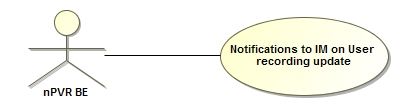 Notifications to IM on User
recording update
nPVR BE